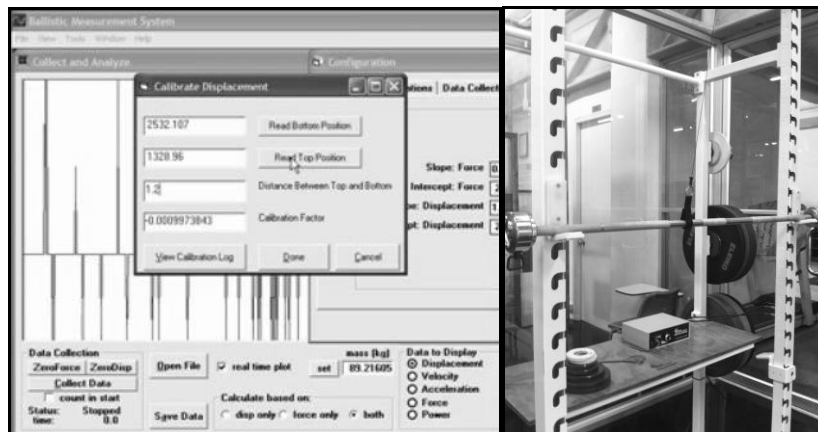 Ballistic Measurement System
File View Tools Window Help
Collect and Analyze
Configuration
Calibrate Displacement
Data Collect
2532.107
Read Bottom Position
1328.96
Read Top Position
1.2
Distance Between Top and Bottom
-0.0009973843
Calibration Factor
View Calibration Log
Done
Cancel
Slope: Force
Intercept: Force
Displacement
Displacement
Data Collection
ZeroForce
ZeroDisp
Collect Data
count in start
Status: Stopped
time: 0.0
Open File
real time plot
set
mass (kg)
89.21605
Save Data
Calculate based on:
disp only
force only
both
Data to Display
Displacement
Velocity
Acceleration
Force
Power